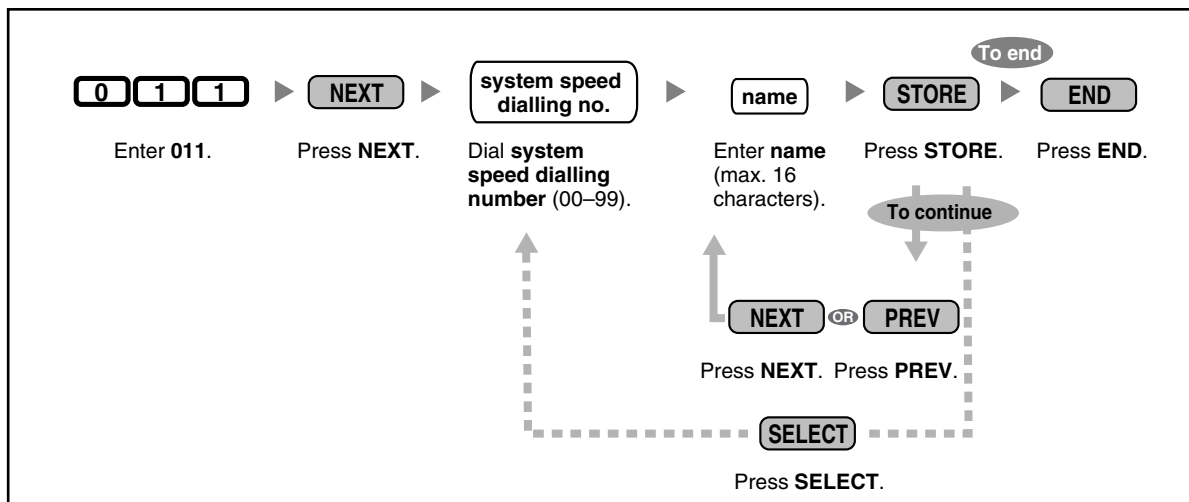 To end
0 1 1 NEXT system speed dialling no. name STORE END
Enter 011. Press NEXT. Dial system speed dialling number (00–99). Enter name (max. 16 characters). Press STORE. Press END.
To continue
NEXT OR PREV
Press NEXT. Press PREV.
SELECT
Press SELECT.